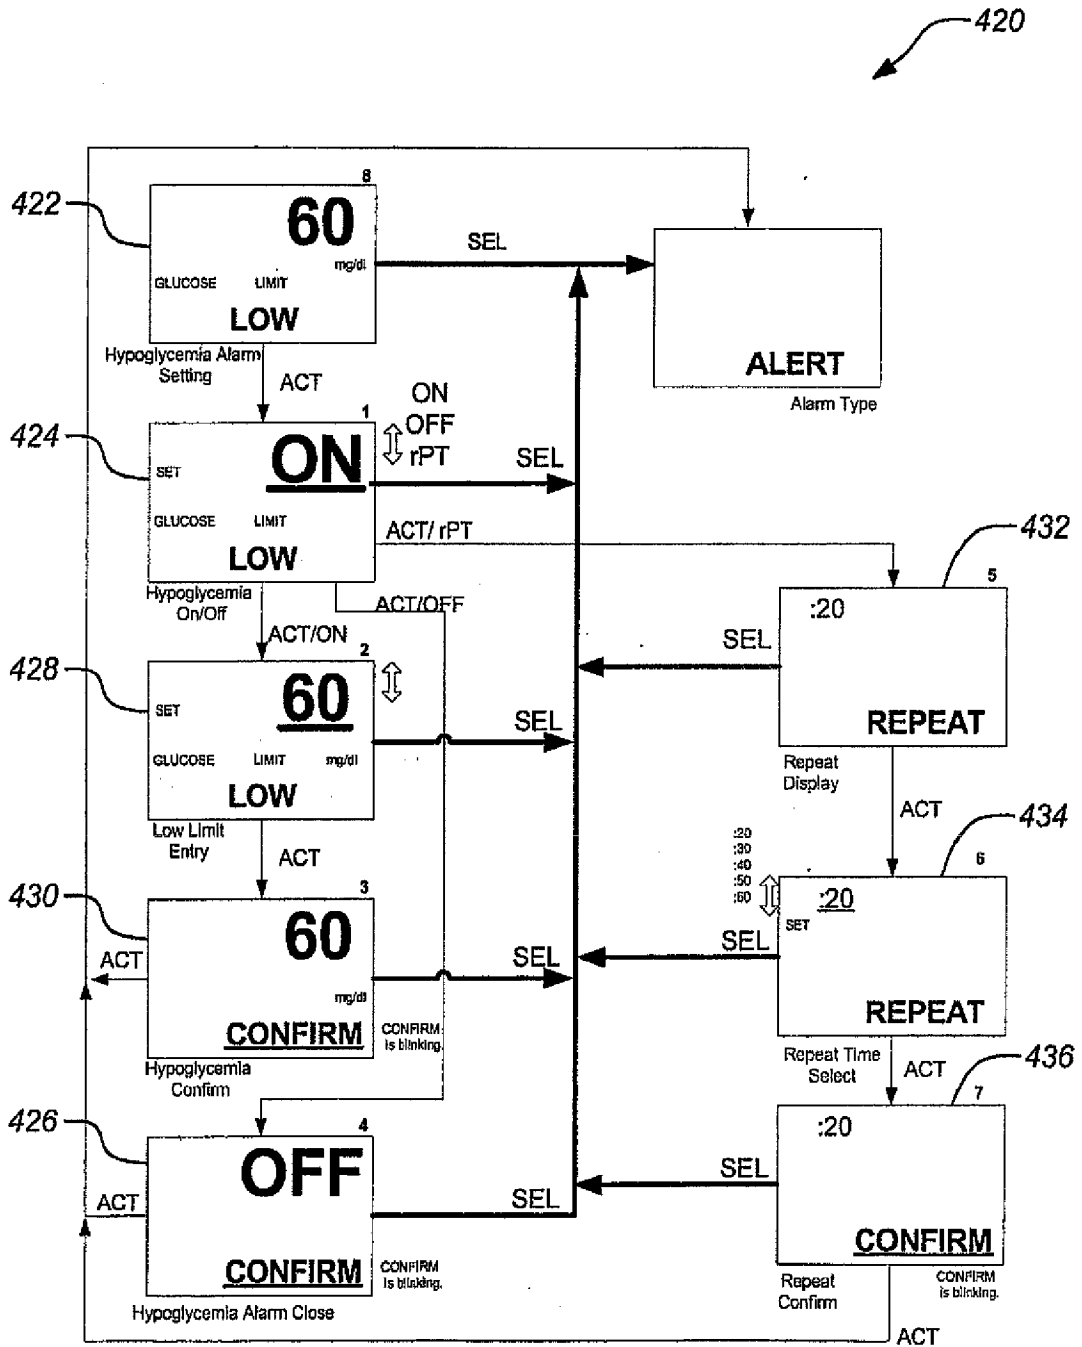 420
422
8
60
mg/dl
GLUCOSE LIMIT
LOW
Hypoglycemia Alarm
Setting
SEL
ALERT
Alarm Type
ACT
424
1
ON
SET
GLUCOSE LIMIT
LOW
Hypoglycemia
On/Off
ON
OFF
rPT
SEL
ACT/ rPT
ACT/OFF
ACT/ON
432
5
:20
REPEAT
Repeat
Display
SEL
ACT
428
2
60
SET
GLUCOSE LIMIT mg/dl
LOW
Low Limit
Entry
SEL
ACT
434
:20
:30
:40
:50
:60
6
:20
SET
REPEAT
Repeat Time
Select
SEL
ACT
430
3
60
mg/dl
CONFIRM
CONFIRM
is blinking.
Hypoglycemia
Confirm
ACT
SEL
436
7
:20
CONFIRM
CONFIRM
is blinking.
Repeat
Confirm
SEL
ACT
426
4
OFF
CONFIRM
CONFIRM
is blinking.
Hypoglycemia Alarm Close
ACT
SEL